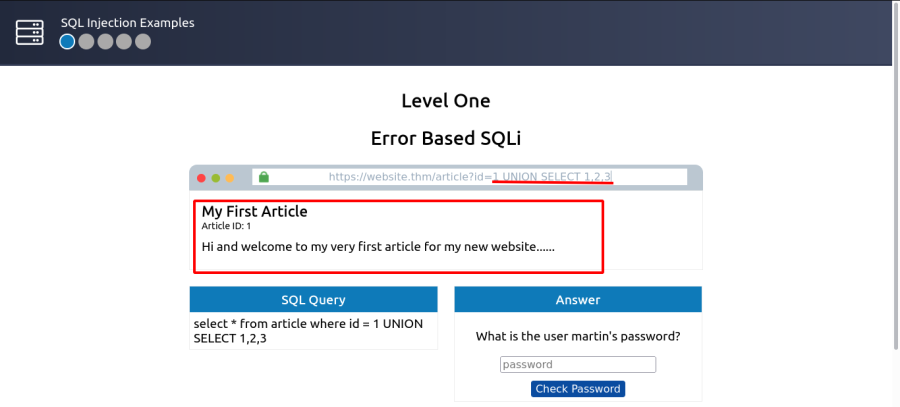 SQL Injection Examples
Level One
Error Based SQLi
https://website.thm/article?id=1 UNION SELECT 1,2,3
My First Article
Article ID: 1
Hi and welcome to my very first article for my new website......
SQL Query
select * from article where id = 1 UNION
SELECT 1,2,3
Answer
What is the user martin's password?
password
Check Password